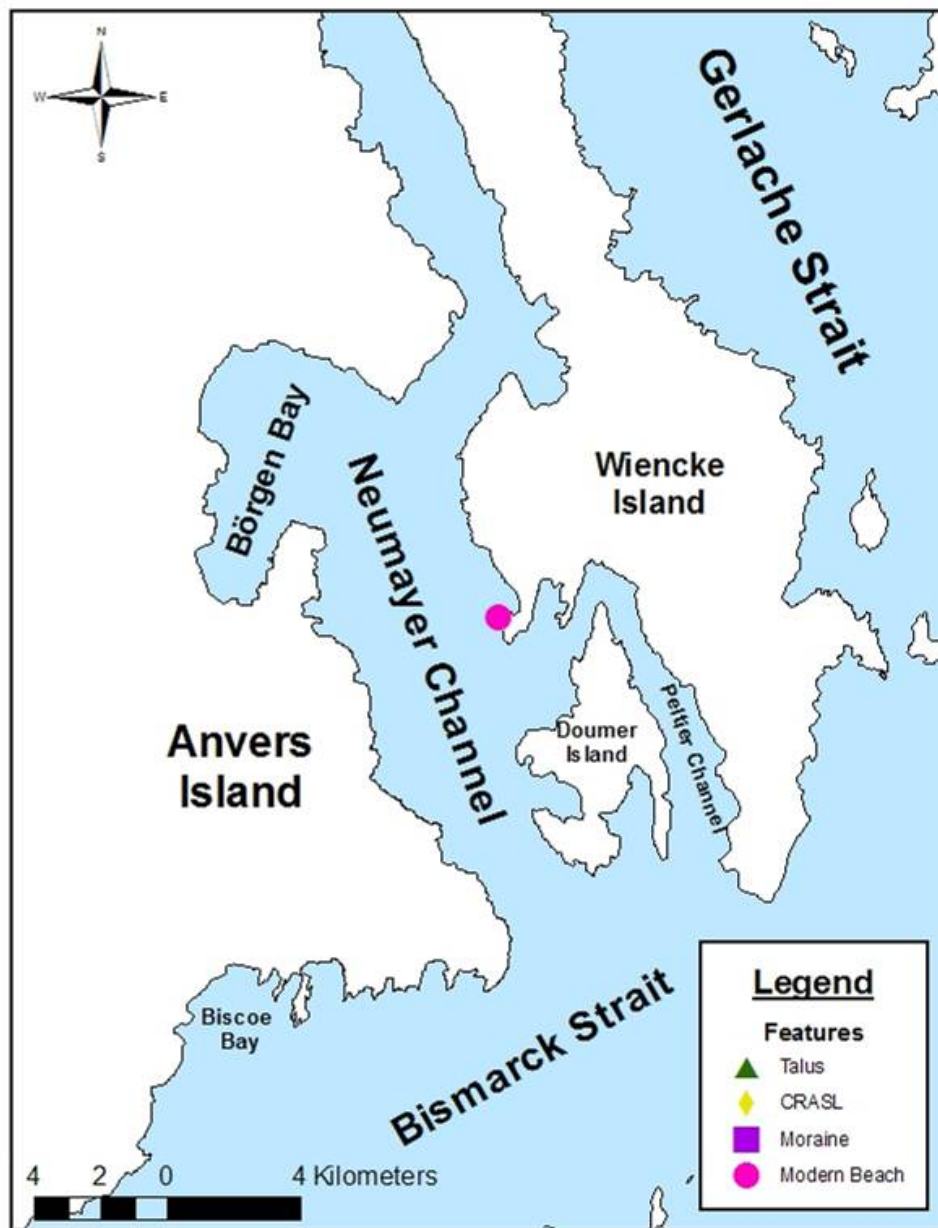 N
W E
S
Gerlache Strait
Börgen Bay
Neumayer Channel
Wiencke
Island
Anvers
Island
Doumer
Island
Peltier Channel
Biscoe
Bay
Bismarck Strait
Legend
Features
Talus
CRASL
Moraine
Modern Beach
4 2 0 4 Kilometers